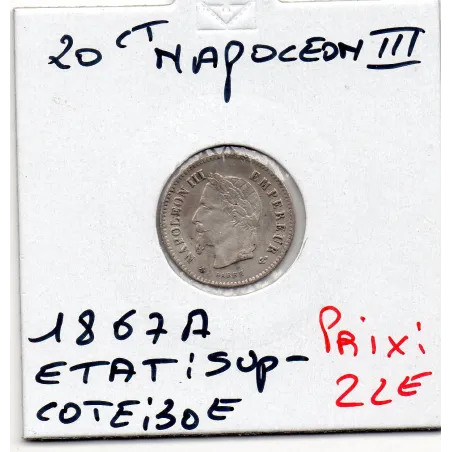 20 CT NAPOLEON III
NAPOLEON III EMPEREUR
1867A
ETAT: SUP-
COTE: 30E
PRIX:
22E